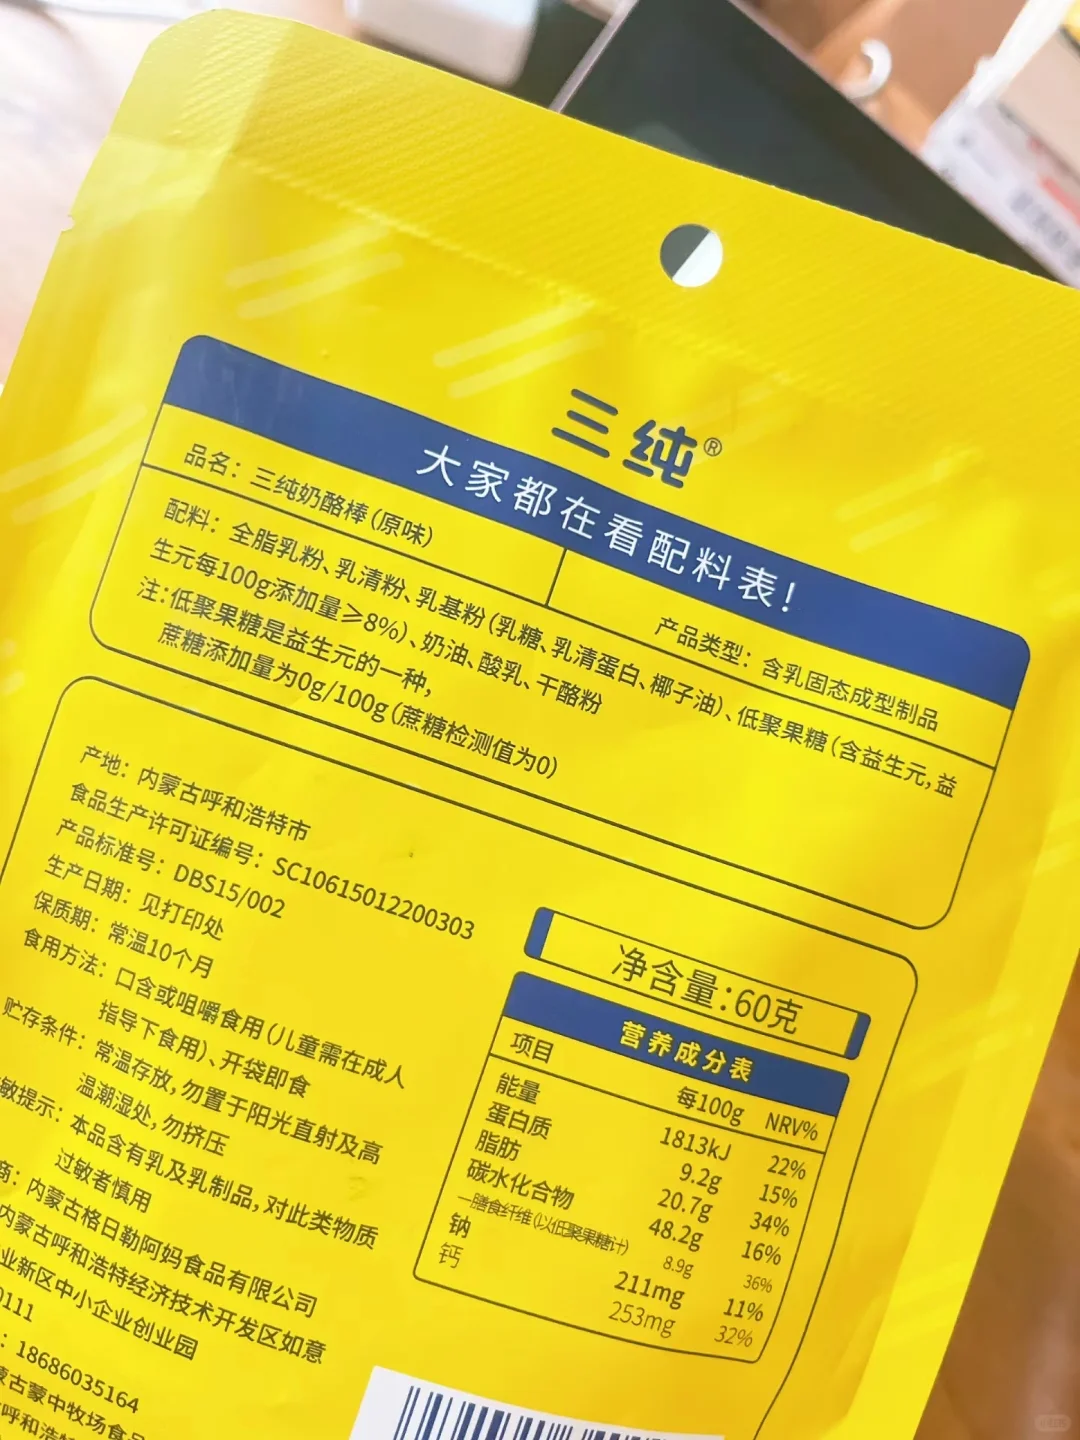 三纯®
大家都在看配料表!
品名：三纯奶酪棒(原味)
产品类型：含乳固态成型制品
配料：全脂乳粉、乳清粉、乳基粉(乳糖、乳清蛋白、椰子油)、低聚果糖(含益生元,益
生元每100g添加量≥8%)、奶油、酸乳、干酪粉
注:低聚果糖是益生元的一种,
蔗糖添加量为0g/100g(蔗糖检测值为0)
产地：内蒙古呼和浩特市
食品生产许可证编号：SC10615012200303
产品标准号：DBS15/002
生产日期：见打印处
保质期：常温10个月
食用方法：口含或咀嚼食用(儿童需在成人
指导下食用)、开袋即食
贮存条件：常温存放,勿置于阳光直射及高
温潮湿处,勿挤压
敏提示：本品含有乳及乳制品,对此类物质
过敏者慎用
商：内蒙古格日勒阿妈食品有限公司
内蒙古呼和浩特经济技术开发区如意
业新区中小企业创业园
0111
：18686035164
蒙古蒙中牧场食品
呼和浩特
净含量:60克
营养成分表
项目 每100g NRV%
能量 1813kJ 22%
蛋白质 9.2g 15%
脂肪 20.7g 34%
碳水化合物 48.2g 16%
—膳食纤维(以低聚果糖计) 8.9g 36%
钠 211mg 11%
钙 253mg 32%